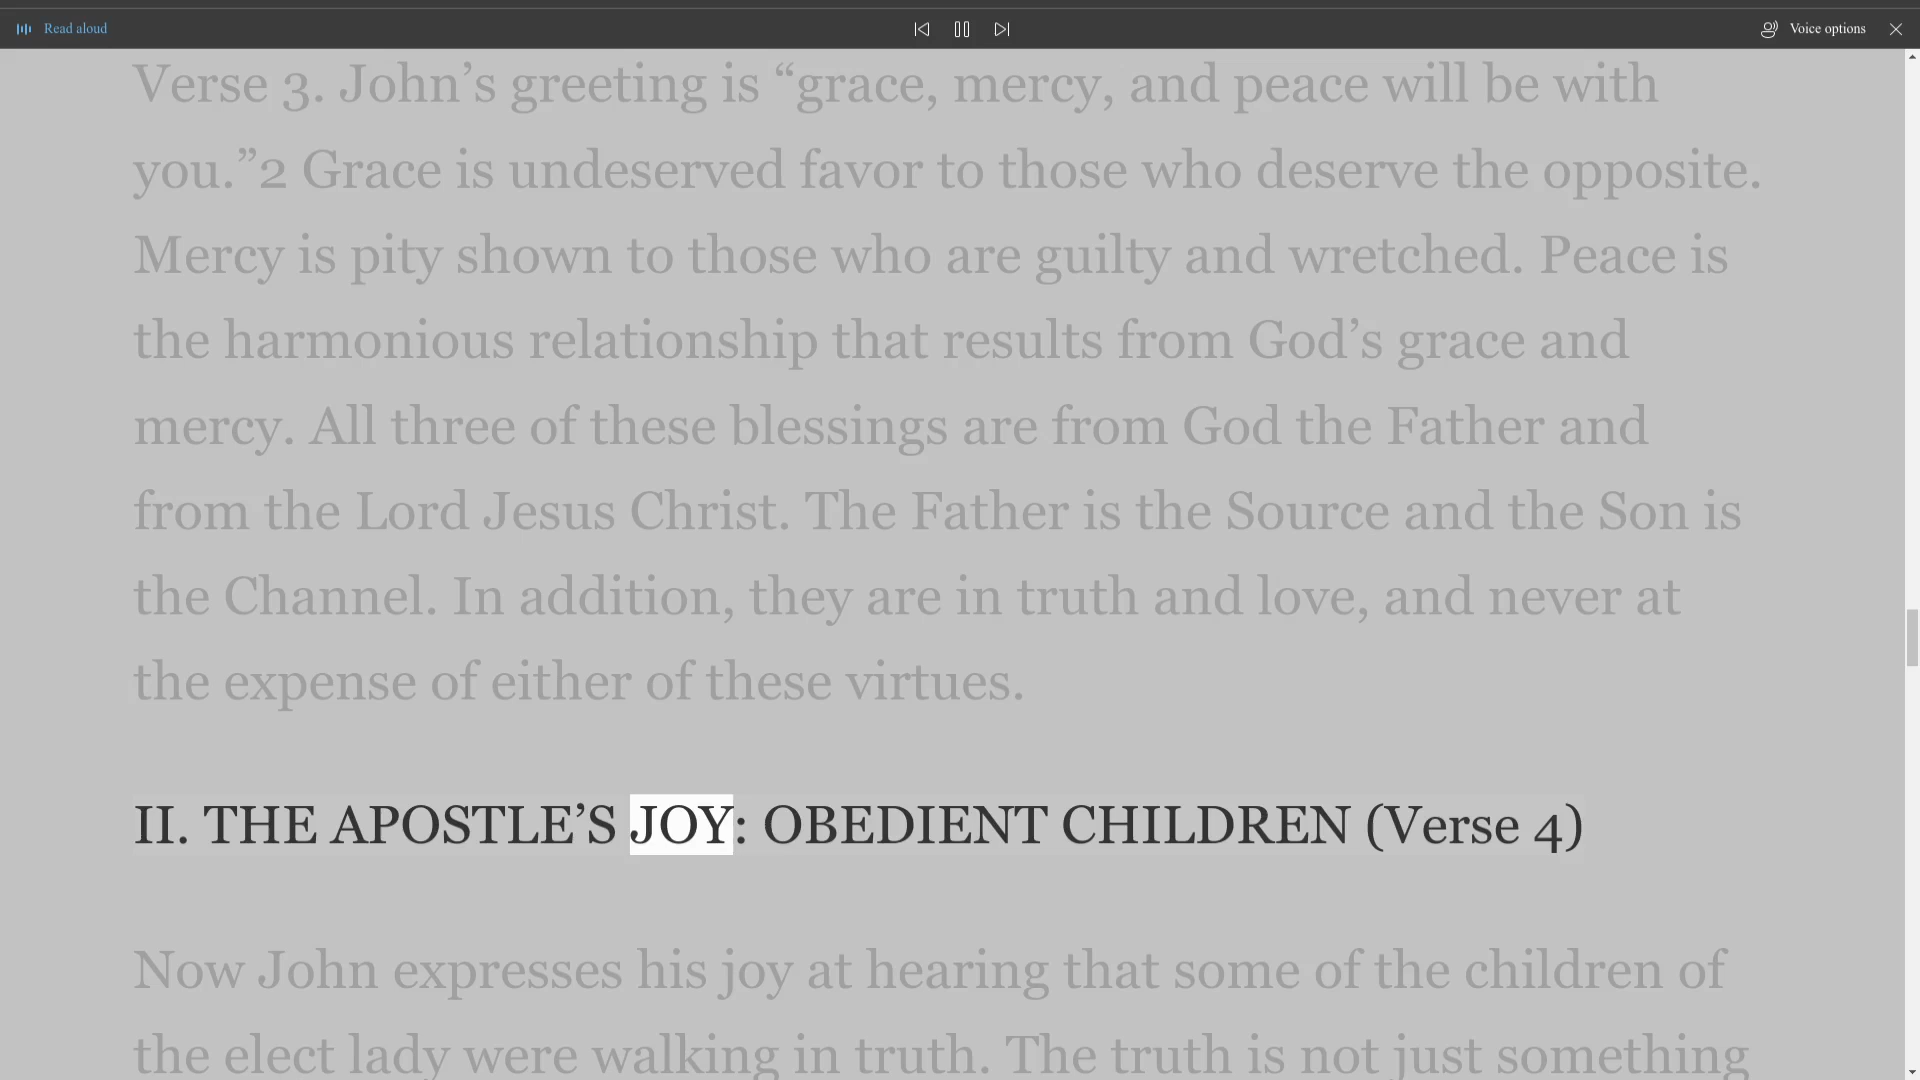 Read aloud
Voice options
Verse 3. John’s greeting is “grace, mercy, and peace will be with
you.”2 Grace is undeserved favor to those who deserve the opposite.
Mercy is pity shown to those who are guilty and wretched. Peace is
the harmonious relationship that results from God’s grace and
mercy. All three of these blessings are from God the Father and
from the Lord Jesus Christ. The Father is the Source and the Son is
the Channel. In addition, they are in truth and love, and never at
the expense of either of these virtues.
II. THE APOSTLE’S JOY: OBEDIENT CHILDREN (Verse 4)
Now John expresses his joy at hearing that some of the children of
the elect lady were walking in truth. The truth is not just something